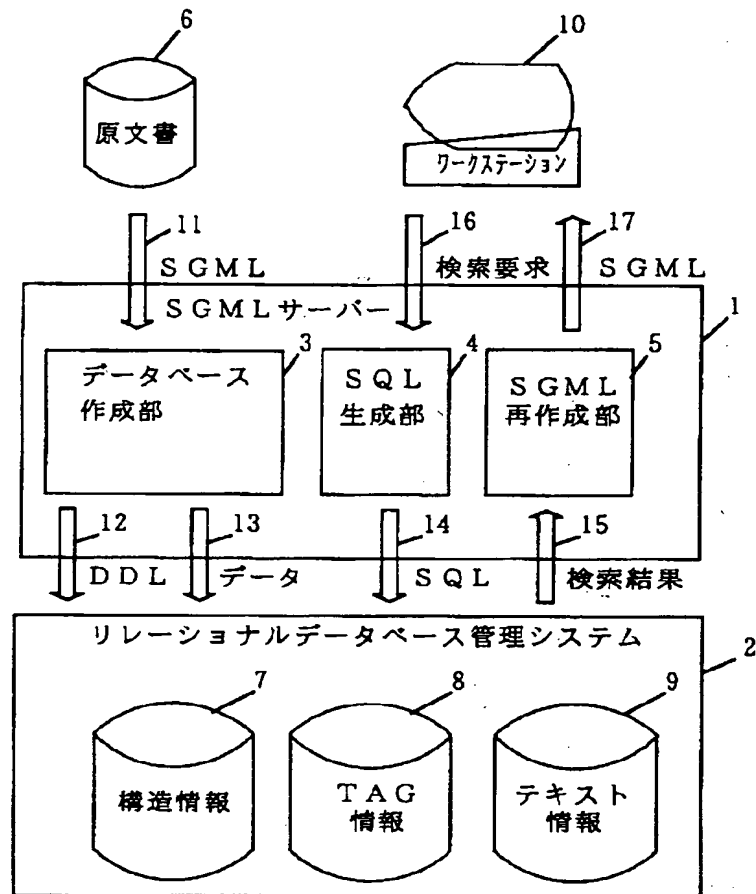 6
10
原文書
ワークステーション
11
16
17
SGML
検索要求
SGML
SGMLサーバー
1
3
4
5
データベース
作成部
SQL
生成部
SGML
再作成部
12
13
14
15
DDL
データ
SQL
検索結果
リレーショナルデータベース管理システム
2
7
8
9
構造情報
TAG
情報
テキスト
情報